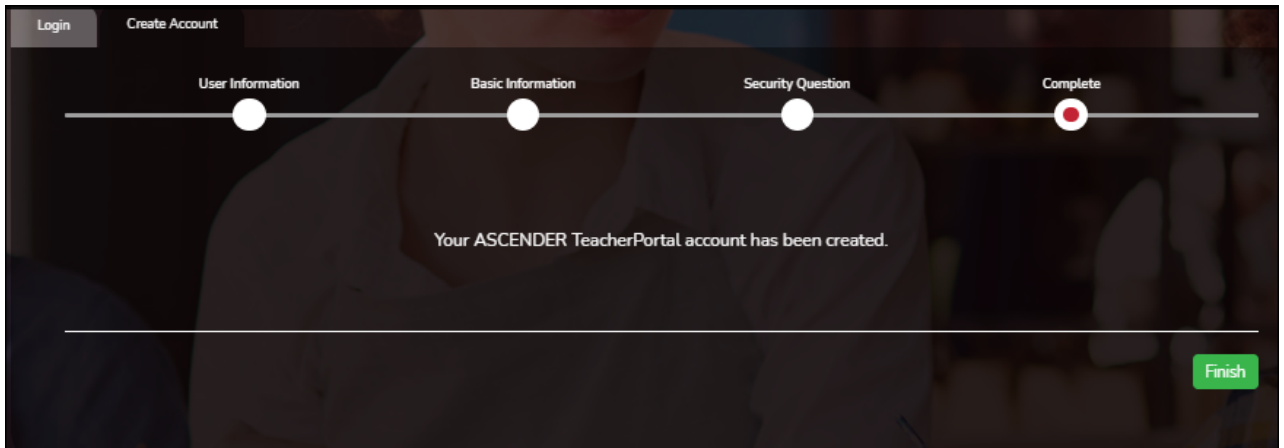 Login Create Account
User Information Basic Information Security Question Complete
Your ASCENDER TeacherPortal account has been created.
Finish